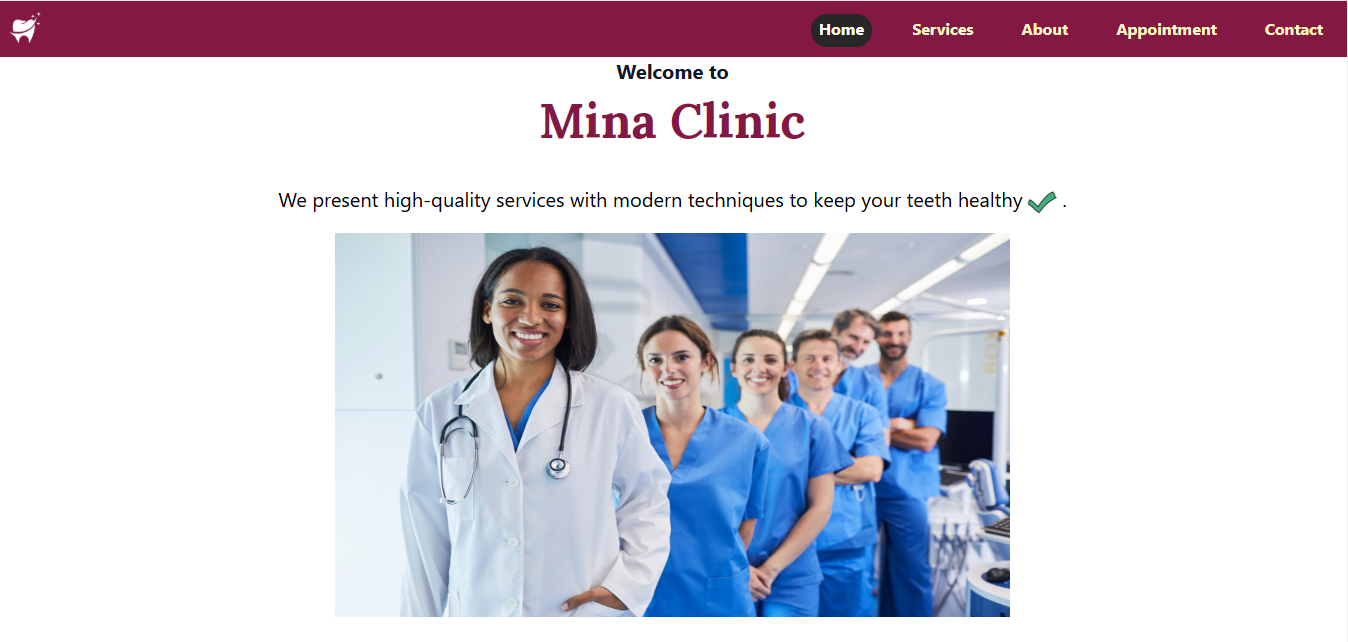 Home Services About Appointment Contact
Welcome to
Mina Clinic
We present high-quality services with modern techniques to keep your teeth healthy ✔ .